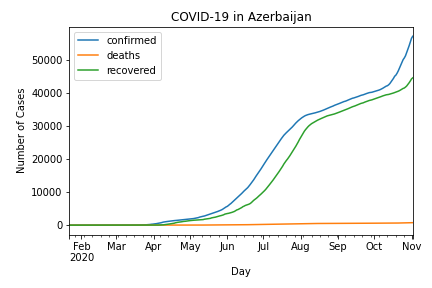 COVID-19 in Azerbaijan
confirmed
deaths
recovered
50000
40000
30000
20000
10000
0
Number of Cases
Feb Mar Apr May Jun Jul Aug Sep Oct Nov
2020
Day